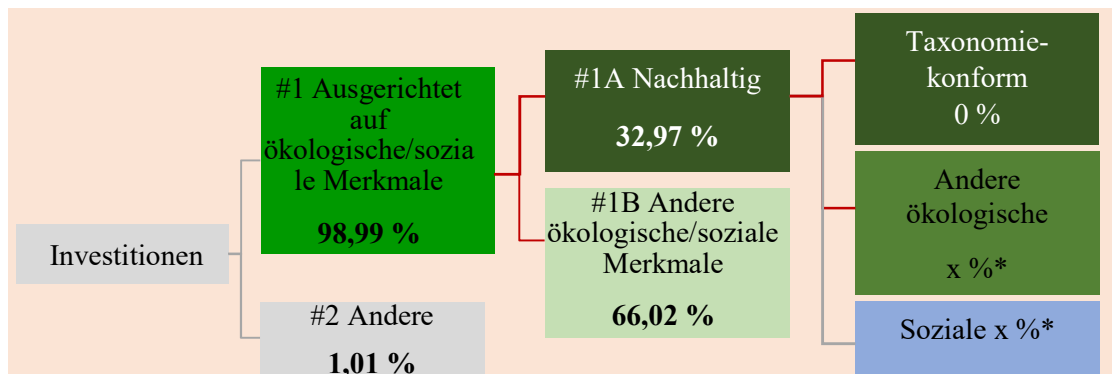 Investitionen
#1 Ausgerichtet
auf
ökologische/sozia
le Merkmale
98,99 %
#2 Andere
1,01 %
#1A Nachhaltig
32,97 %
#1B Andere
ökologische/soziale
Merkmale
66,02 %
Taxonomie-
konform
0 %
Andere
ökologische
x %*
Soziale x %*